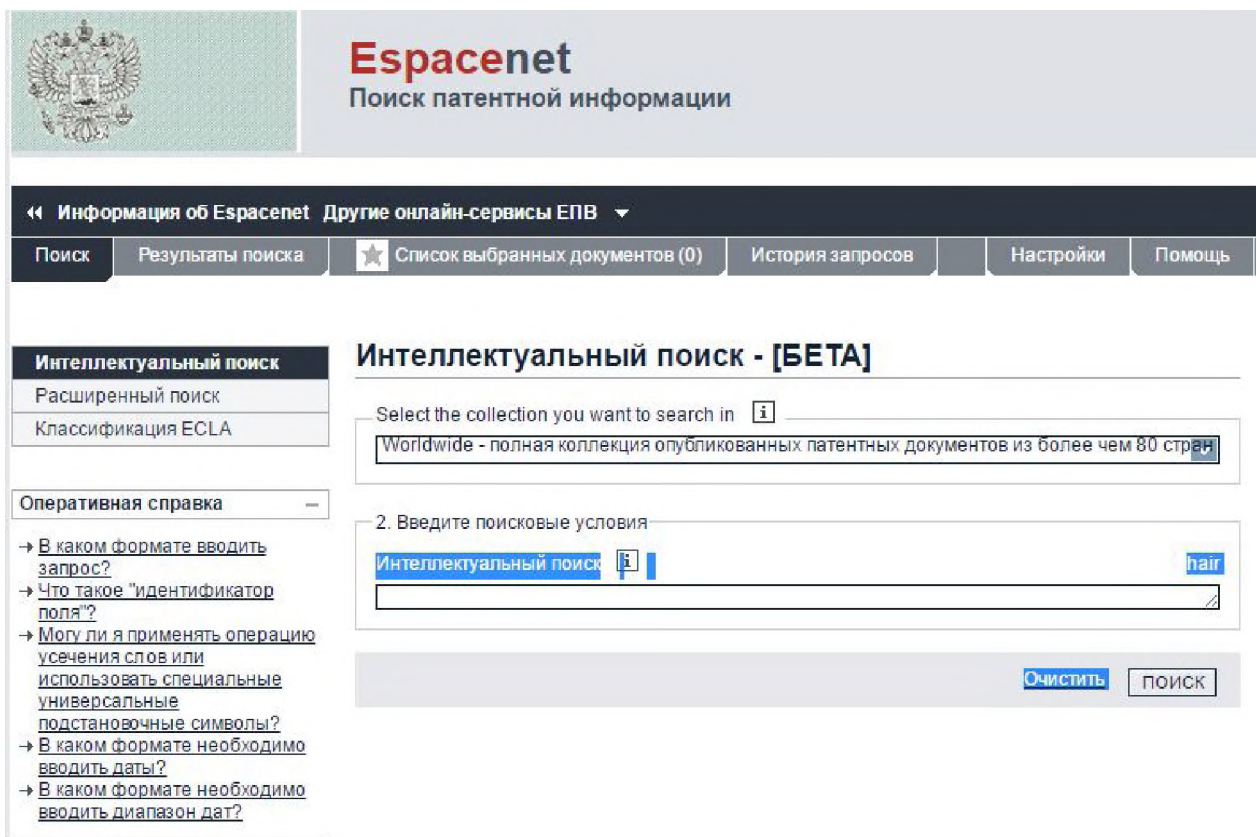 Espacenet
Поиск патентной информации
Информация об Espacenet Другие онлайн-сервисы ЕПВ
Поиск Результаты поиска Список выбранных документов (0) История запросов Настройки Помощь
Интеллектуальный поиск
Расширенный поиск
Классификация ECLA
Оперативная справка
→ В каком формате вводить
запрос?
→ Что такое "идентификатор
поля"?
→ Могу ли я применять операцию
усечения слов или
использовать специальные
универсальные
подстановочные символы?
→ В каком формате необходимо
вводить даты?
→ В каком формате необходимо
вводить диапазон дат?
Интеллектуальный поиск - [БЕТА]
Select the collection you want to search in i
Worldwide - полная коллекция опубликованных патентных документов из более чем 80 стран
2. Введите поисковые условия
Интеллектуальный поиск i hair
Очистить ПОИСК